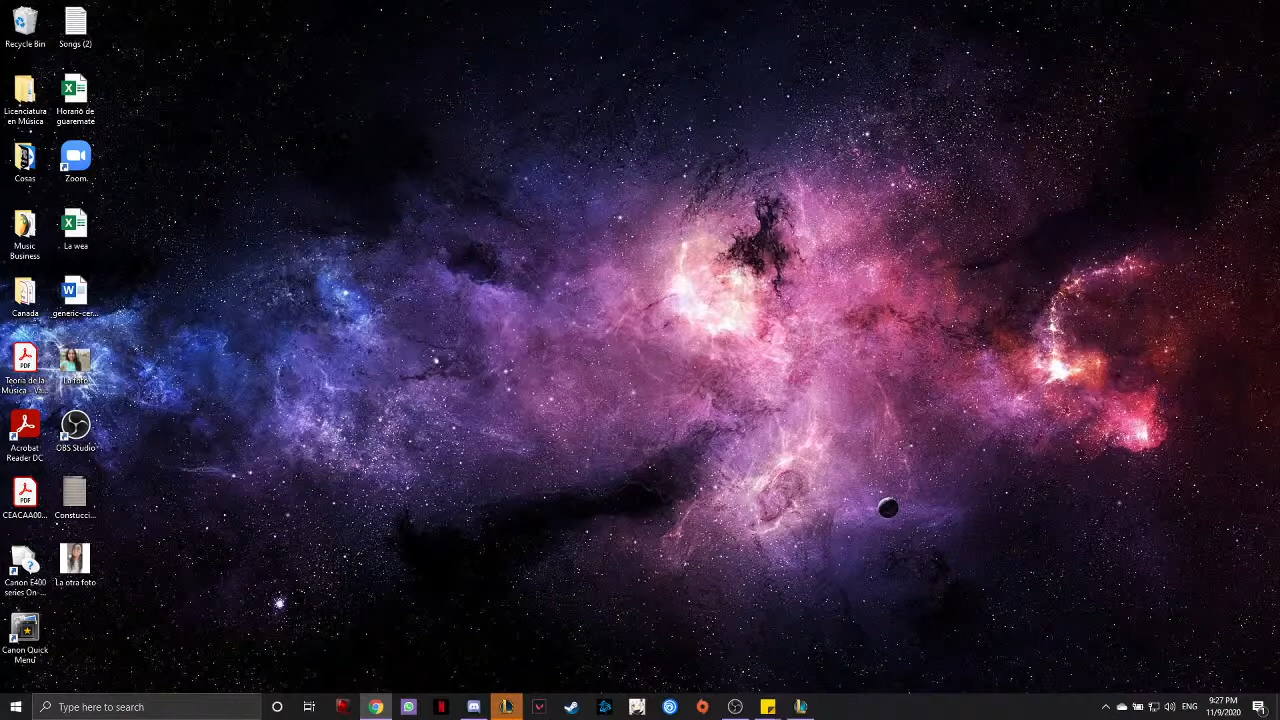 Recycle Bin
Songs (2)
Licenciatura
en Música
Horario de
guaremate
Cosas
Zoom
Music
Business
La wea
Canada
generic-cer...
Teoría de la
Música - Va...
La foto
Acrobat
Reader DC
OBS Studio
CEACAA00...
Constucci...
Canon E400
series On-...
La otra foto
Canon Quick
Menu
Type here to search
ENG
9:27 PM
11/9/2020